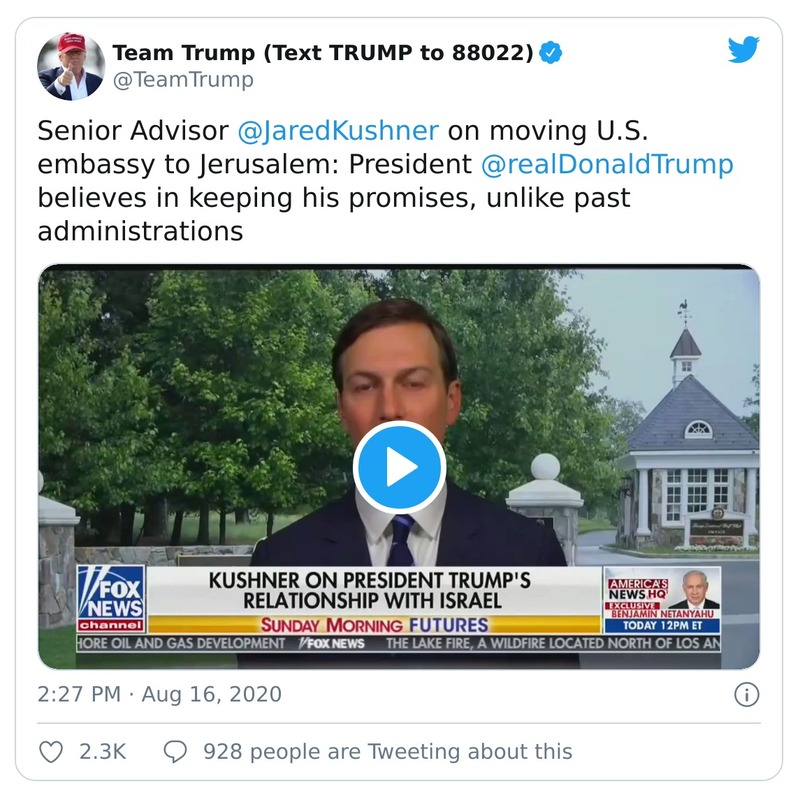 Team Trump (Text TRUMP to 88022)
@TeamTrump
Senior Advisor @JaredKushner on moving U.S.
embassy to Jerusalem: President @realDonaldTrump
believes in keeping his promises, unlike past
administrations
FOX
NEWS
channel
KUSHNER ON PRESIDENT TRUMP'S
RELATIONSHIP WITH ISRAEL
SUNDAY MORNING FUTURES
AMERICA'S
NEWS HQ
EXCLUSIVE
BENJAMIN NETANYAHU
TODAY 12PM ET
HORE OIL AND GAS DEVELOPMENT FOX NEWS THE LAKE FIRE, A WILDFIRE LOCATED NORTH OF LOS AN
2:27 PM · Aug 16, 2020
2.3K
928 people are Tweeting about this